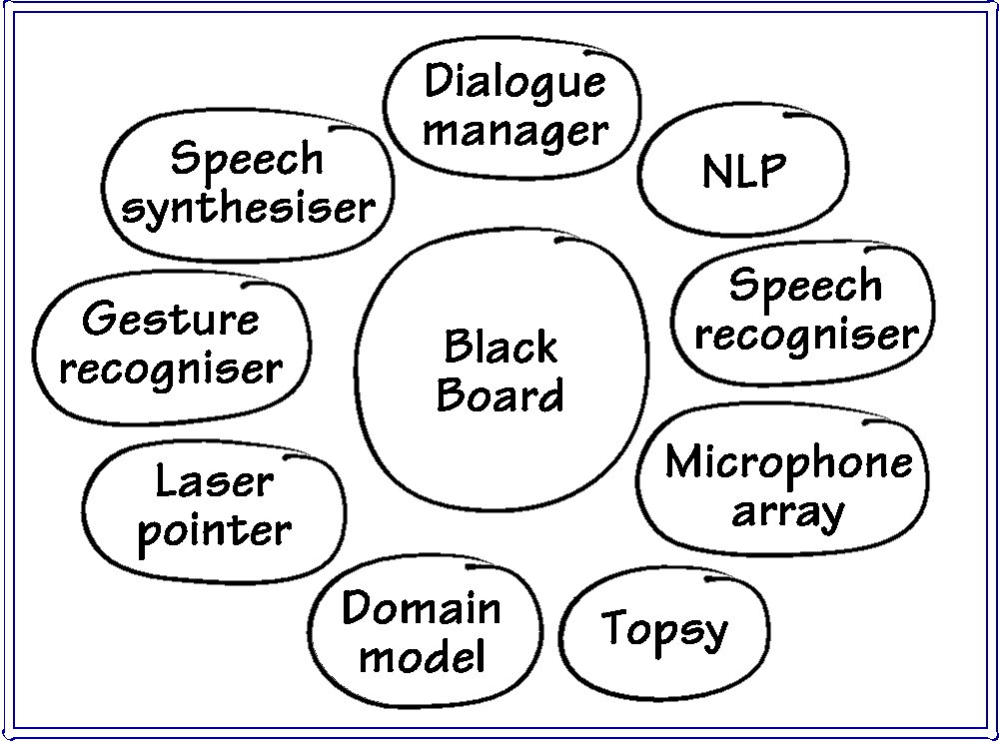 Dialogue
manager
NLP
Speech
synthesiser
Speech
recogniser
Gesture
recogniser
Black
Board
Microphone
array
Laser
pointer
Domain
model
Topsy